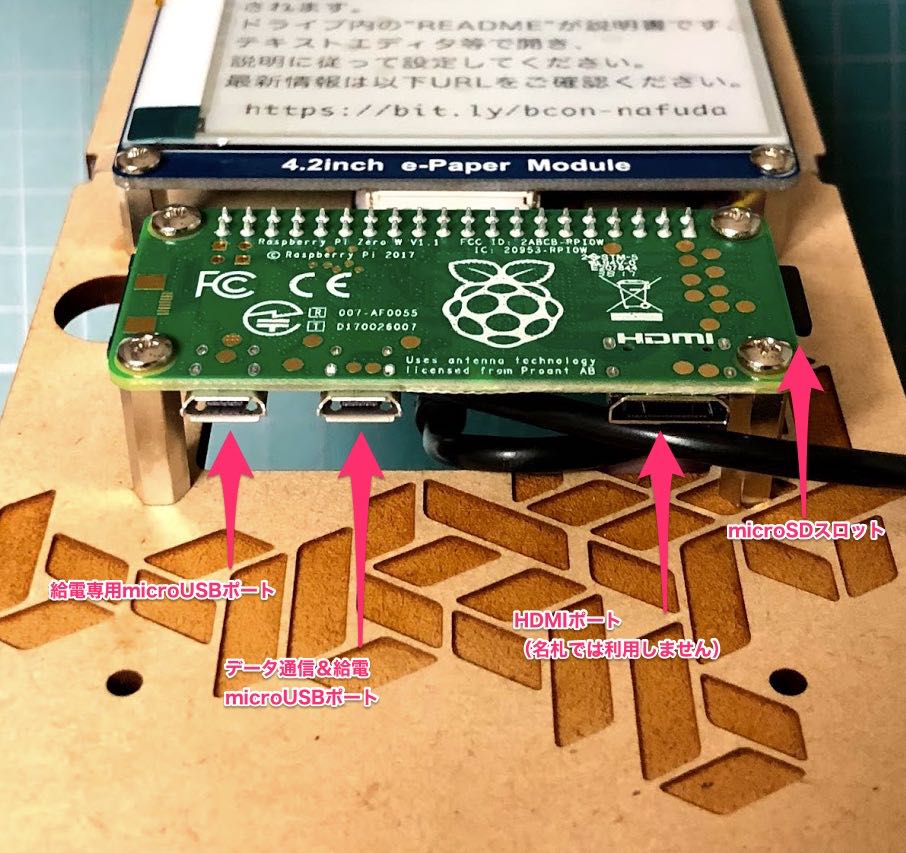 されます。
ドライブ内の"README"が説明書です。
テキストエディタ等で開き、
説明に従って設定してください。
最新情報は以下URLをご確認ください。
https://bit.ly/bcon-nafuda
4.2inch e-Paper Module
Raspberry Pi Zero W V1.1
© Raspberry Pi 2017
FCC ID: 2ABCB-RPI0W
IC: 20953-RPI0W
94V-0
E207844
FC CE
R 007-AF0055
T D170026007
HDMI
Uses antenna technology
licensed from Proant AB
microSDスロット
給電専用microUSBポート
HDMIポート
（名札では利用しません）
データ通信＆給電
microUSBポート